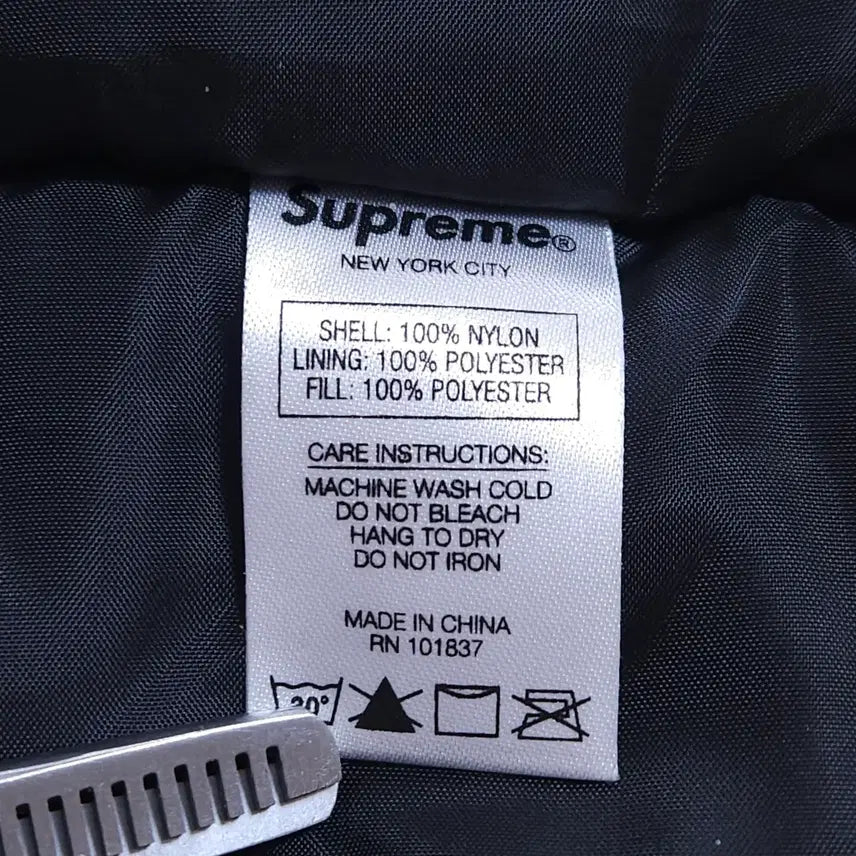 Supreme®
NEW YORK CITY
SHELL: 100% NYLON
LINING: 100% POLYESTER
FILL: 100% POLYESTER
CARE INSTRUCTIONS:
MACHINE WASH COLD
DO NOT BLEACH
HANG TO DRY
DO NOT IRON
MADE IN CHINA
RN 101837
30°